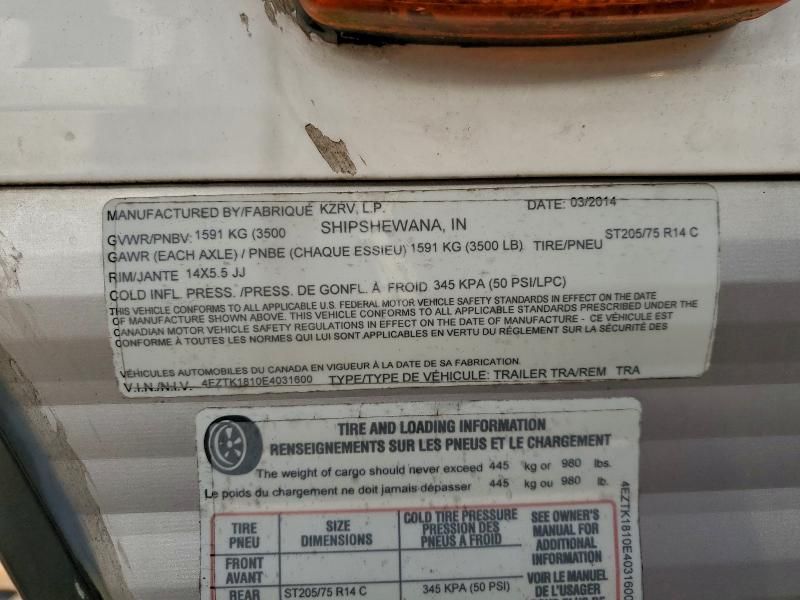 MANUFACTURED BY/FABRIQUÉ KZRV, L.P. DATE: 03/2014
SHIPSHEWANA, IN
GVWR/PNBV: 1591 KG (3500
GAWR (EACH AXLE) / PNBE (CHAQUE ESSIEU) 1591 KG (3500 LB) TIRE/PNEU ST205/75 R14 C
RIM/JANTE 14X5.5 JJ
COLD INFL. PRESS. /PRESS. DE GONFL. À FROID 345 KPA (50 PSI/LPC)
THIS VEHICLE CONFORMS TO ALL APPLICABLE U.S. FEDERAL MOTOR VEHICLE SAFETY STANDARDS IN EFFECT ON THE DATE
OF MANUFACTURE SHOWN ABOVE. THIS VEHICLE CONFORMS TO ALL APPLICABLE STANDARDS PRESCRIBED UNDER THE
CANADIAN MOTOR VEHICLE SAFETY REGULATIONS IN EFFECT ON THE DATE OF MANUFACTURE - CE VÉHICULE EST
CONFORME À TOUTES LES NORMES QUI LUI SONT APPLICABLES EN VERTU DU RÉGLEMENT SUR LA SÉCURITÉ DES
VÉHICULES AUTOMOBILES DU CANADA EN VIGUEUR À LA DATE DE SA FABRICATION.
V.I.N./N.I.V. 4EZTK1810E4031600 TYPE/TYPE DE VÉHICULE: TRAILER TRA/REM TRA
TIRE AND LOADING INFORMATION
RENSEIGNEMENTS SUR LES PNEUS ET LE CHARGEMENT
The weight of cargo should never exceed 445 kg or 980 lbs.
Le poids du chargement ne doit jamais dépasser 445 kg ou 980 lb.
TIRE
PNEU
SIZE
DIMENSIONS
COLD TIRE PRESSURE
PRESSION DES
PNEUS À FROID
SEE OWNER'S
MANUAL FOR
ADDITIONAL
INFORMATION
VOIR LE MANUEL
DE L'USAGER
FRONT
AVANT
REAR ST205/75 R14 C 345 KPA (50 PSI)
4EZTK1810E4031600